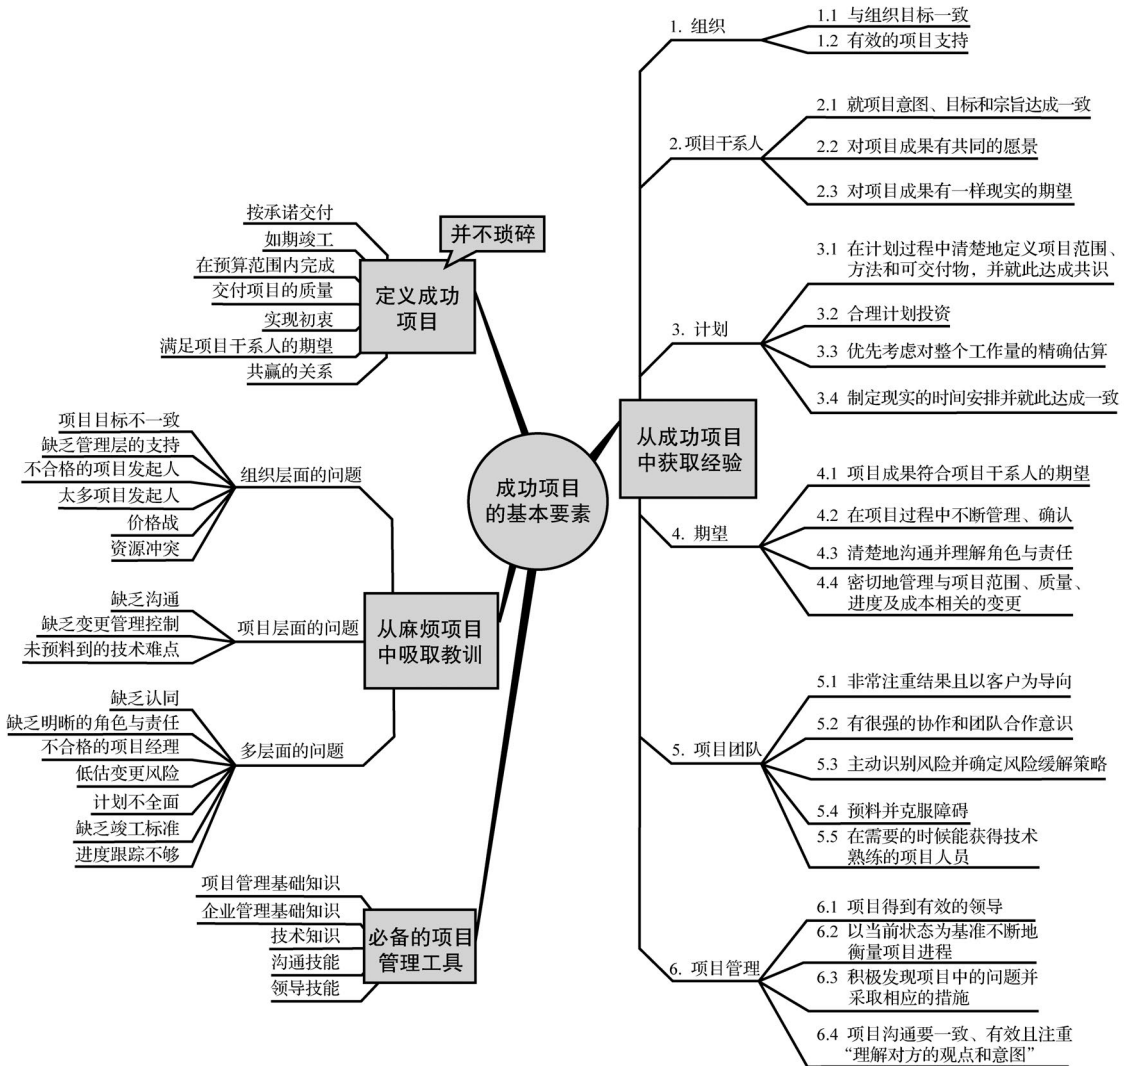 成功项目
的基本要素
并不琐碎
定义成功
项目
按承诺交付
如期竣工
在预算范围内完成
交付项目的质量
实现初衷
满足项目干系人的期望
共赢的关系
从麻烦项目
中吸取教训
组织层面的问题
项目目标不一致
缺乏管理层的支持
不合格的项目发起人
太多项目发起人
价格战
资源冲突
项目层面的问题
缺乏沟通
缺乏变更管理控制
未预料到的技术难点
多层面的问题
缺乏认同
缺乏明晰的角色与责任
不合格的项目经理
低估变更风险
计划不全面
缺乏竣工标准
进度跟踪不够
必备的项目
管理工具
项目管理基础知识
企业管理基础知识
技术知识
沟通技能
领导技能
从成功项目
中获取经验
1. 组织
1.1 与组织目标一致
1.2 有效的项目支持
2. 项目干系人
2.1 就项目意图、目标和宗旨达成一致
2.2 对项目成果有共同的愿景
2.3 对项目成果有一样现实的期望
3. 计划
3.1 在计划过程中清楚地定义项目范围、
方法和可交付物，并就此达成共识
3.2 合理计划投资
3.3 优先考虑对整个工作量的精确估算
3.4 制定现实的时间安排并就此达成一致
4. 期望
4.1 项目成果符合项目干系人的期望
4.2 在项目过程中不断管理、确认
4.3 清楚地沟通并理解角色与责任
4.4 密切地管理与项目范围、质量、
进度及成本相关的变更
5. 项目团队
5.1 非常注重结果且以客户为导向
5.2 有很强的协作和团队合作意识
5.3 主动识别风险并确定风险缓解策略
5.4 预料并克服障碍
5.5 在需要的时候能获得技术
熟练的项目人员
6. 项目管理
6.1 项目得到有效的领导
6.2 以当前状态为基准不断地
衡量项目进程
6.3 积极发现项目中的问题并
采取相应的措施
6.4 项目沟通要一致、有效且注重
“理解对方的观点和意图”